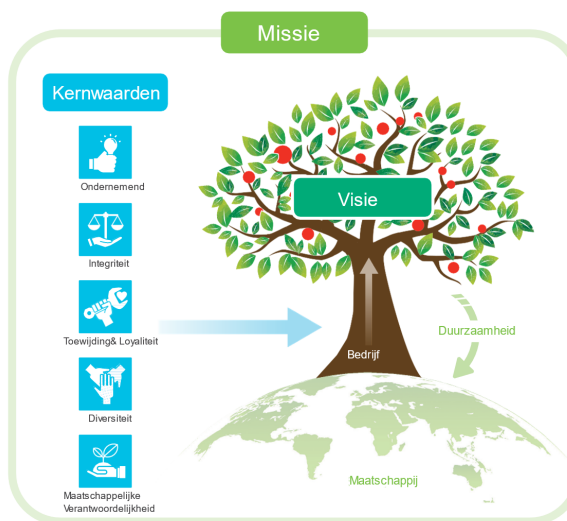 Missie
Kernwaarden
Ondernemend
Integriteit
Toewijding& Loyaliteit
Diversiteit
Maatschappelijke
Verantwoordelijkheid
Visie
Bedrijf
Duurzaamheid
Maatschappij